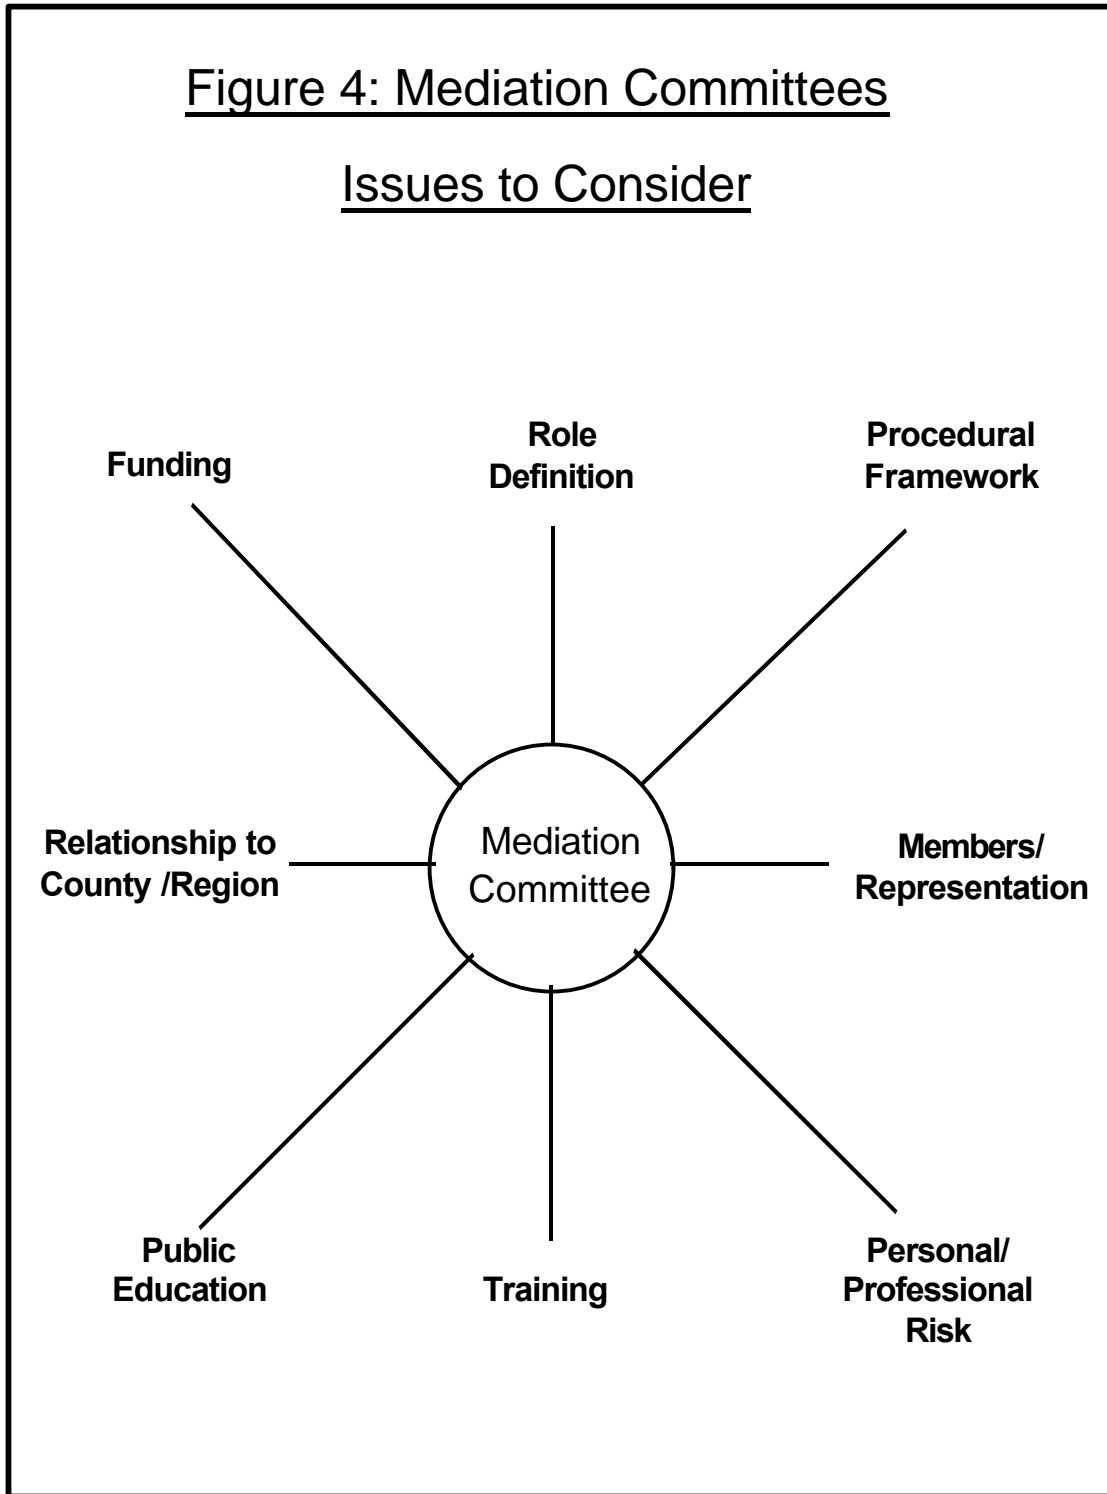 Figure 4: Mediation Committees
Issues to Consider
Funding
Role
Definition
Procedural
Framework
Relationship to
County /Region
Mediation
Committee
Members/
Representation
Public
Education
Training
Personal/
Professional
Risk